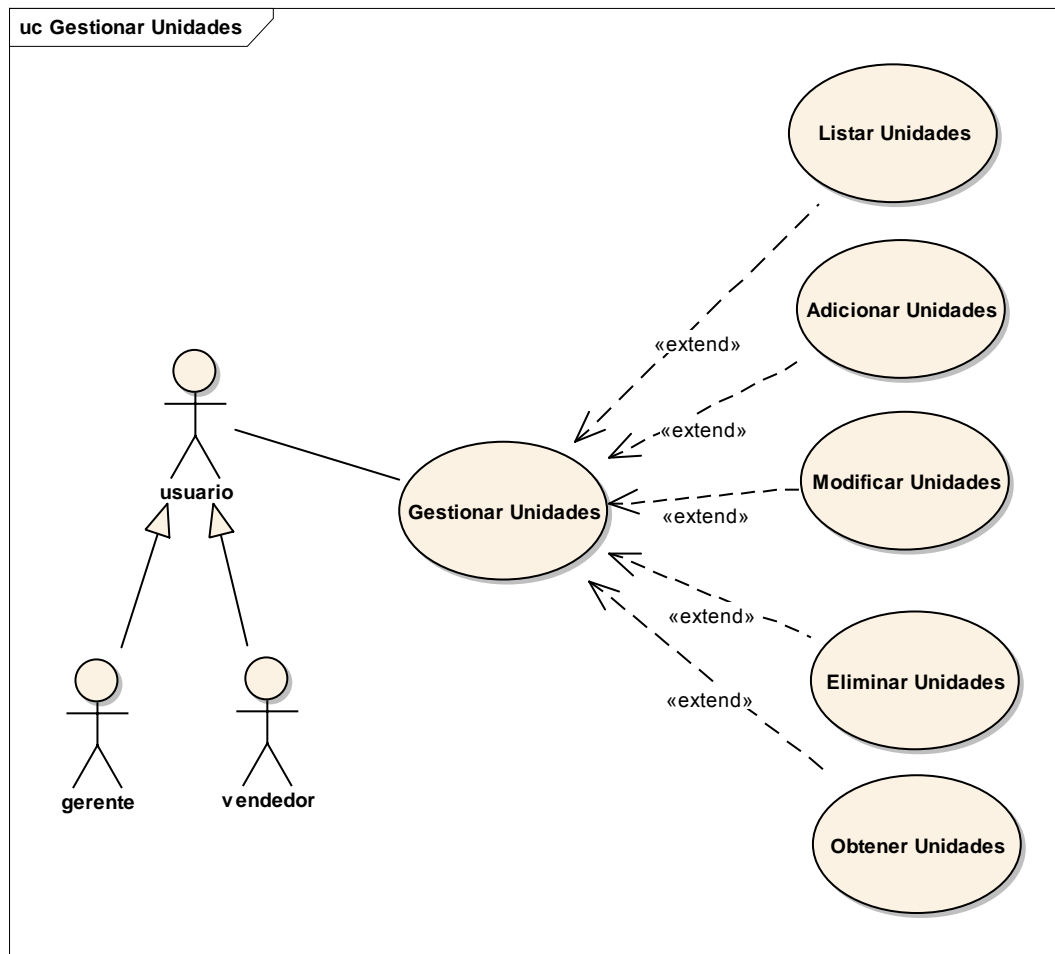 uc Gestionar Unidades
Listar Unidades
Adicionar Unidades
«extend»
«extend»
Modificar Unidades
usuario
Gestionar Unidades
«extend»
«extend»
Eliminar Unidades
«extend»
gerente
vendedor
Obtener Unidades